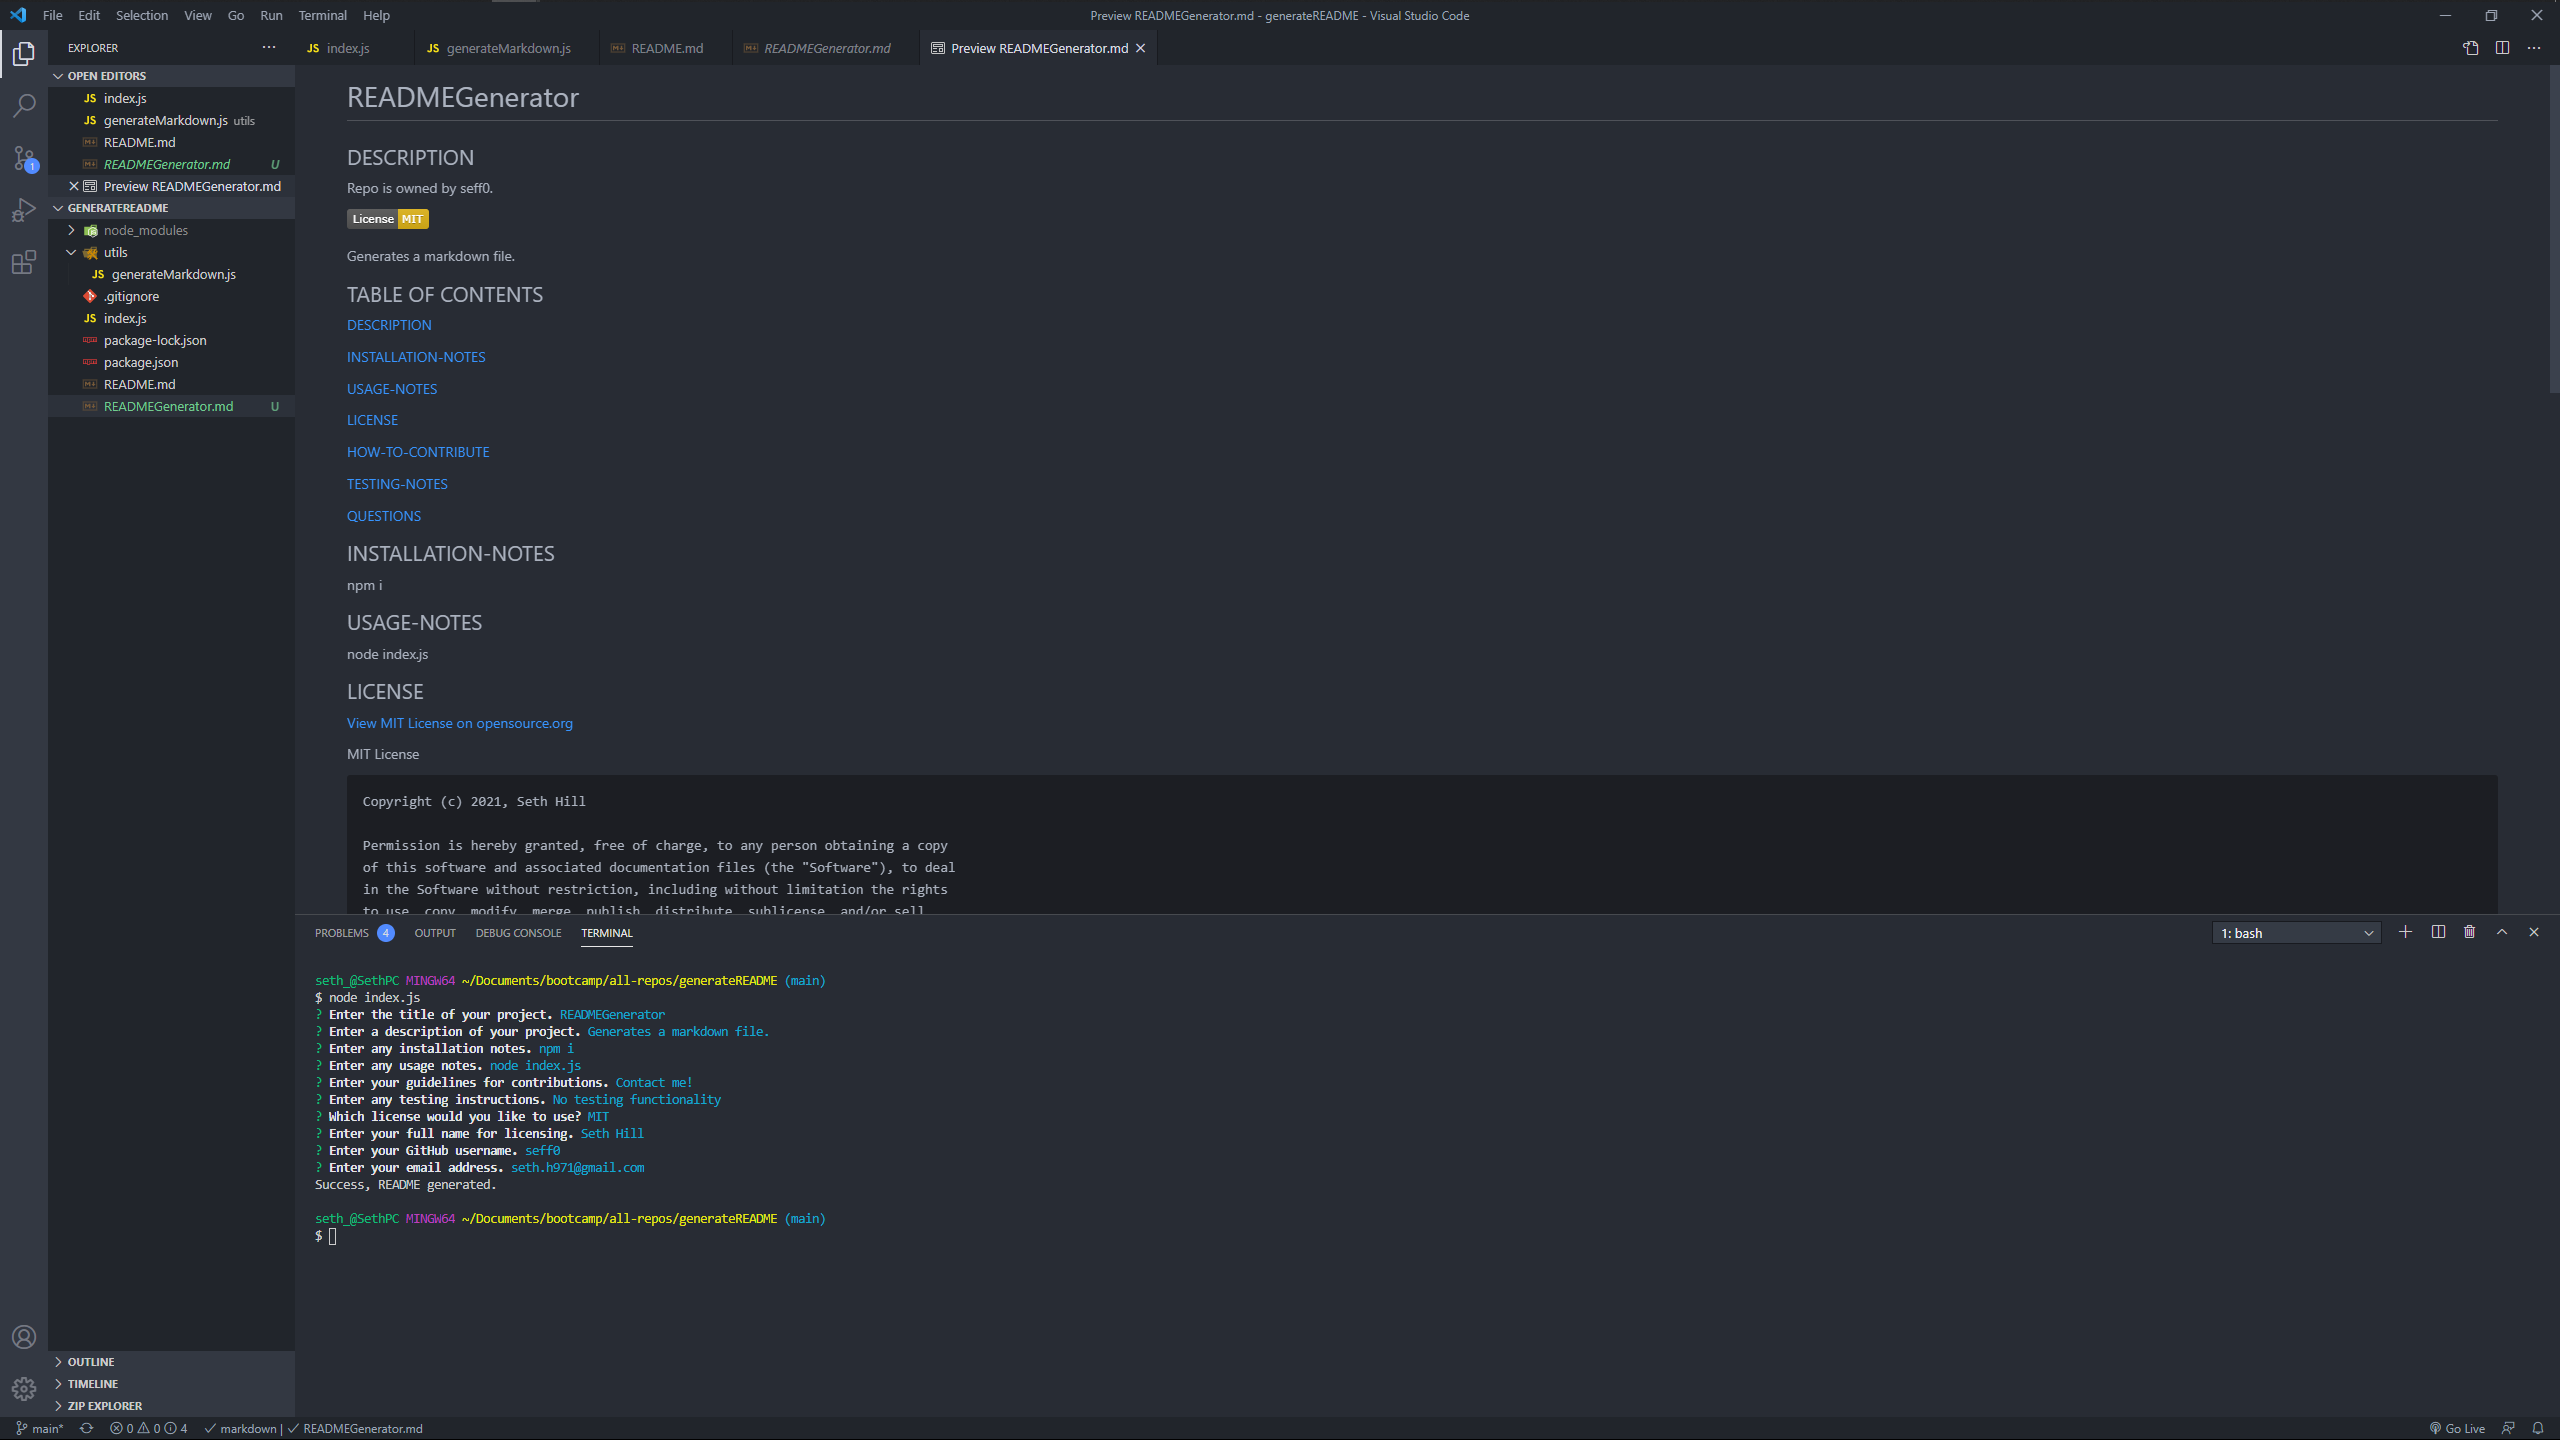 File Edit Selection View Go Run Terminal Help
Preview READMEGenerator.md - generateREADME - Visual Studio Code
EXPLORER
index.js
generateMarkdown.js
README.md
READMEGenerator.md
Preview READMEGenerator.md
OPEN EDITORS
JS index.js
JS generateMarkdown.js utils
README.md
READMEGenerator.md U
Preview READMEGenerator.md
GENERATEREADME
node_modules
utils
JS generateMarkdown.js
.gitignore
JS index.js
package-lock.json
package.json
README.md
READMEGenerator.md U
OUTLINE
TIMELINE
ZIP EXPLORER
READMEGenerator
DESCRIPTION
Repo is owned by seff0.
License MIT
Generates a markdown file.
TABLE OF CONTENTS
DESCRIPTION
INSTALLATION-NOTES
USAGE-NOTES
LICENSE
HOW-TO-CONTRIBUTE
TESTING-NOTES
QUESTIONS
INSTALLATION-NOTES
npm i
USAGE-NOTES
node index.js
LICENSE
View MIT License on opensource.org
MIT License
Copyright (c) 2021, Seth Hill
Permission is hereby granted, free of charge, to any person obtaining a copy
of this software and associated documentation files (the "Software"), to deal
in the Software without restriction, including without limitation the rights
to use, copy, modify, merge, publish, distribute, sublicense, and/or sell
PROBLEMS 4 OUTPUT DEBUG CONSOLE TERMINAL
1: bash
seth_@SethPC MINGW64 ~/Documents/bootcamp/all-repos/generateREADME (main)
$ node index.js
? Enter the title of your project. READMEGenerator
? Enter a description of your project. Generates a markdown file.
? Enter any installation notes. npm i
? Enter any usage notes. node index.js
? Enter your guidelines for contributions. Contact me!
? Enter any testing instructions. No testing functionality
? Which license would you like to use? MIT
? Enter your full name for licensing. Seth Hill
? Enter your GitHub username. seff0
? Enter your email address. seth.h971@gmail.com
Success, README generated.
seth_@SethPC MINGW64 ~/Documents/bootcamp/all-repos/generateREADME (main)
$
main* 0 0 4 markdown | READMEGenerator.md
Go Live